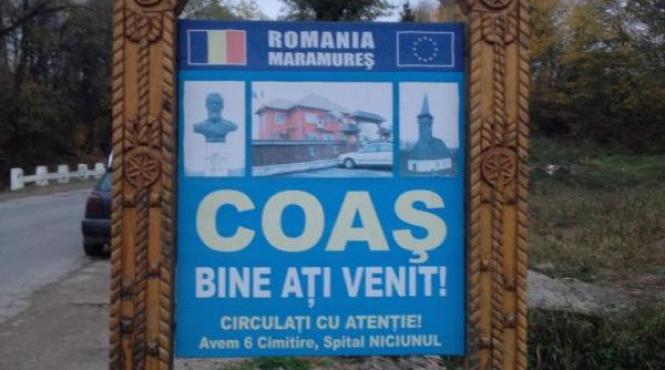 ROMANIA
MARAMUREŞ
COAŞ
BINE AŢI VENIT!
CIRCULAŢI CU ATENŢIE!
Avem 6 Cimitire, Spital NICIUNUL